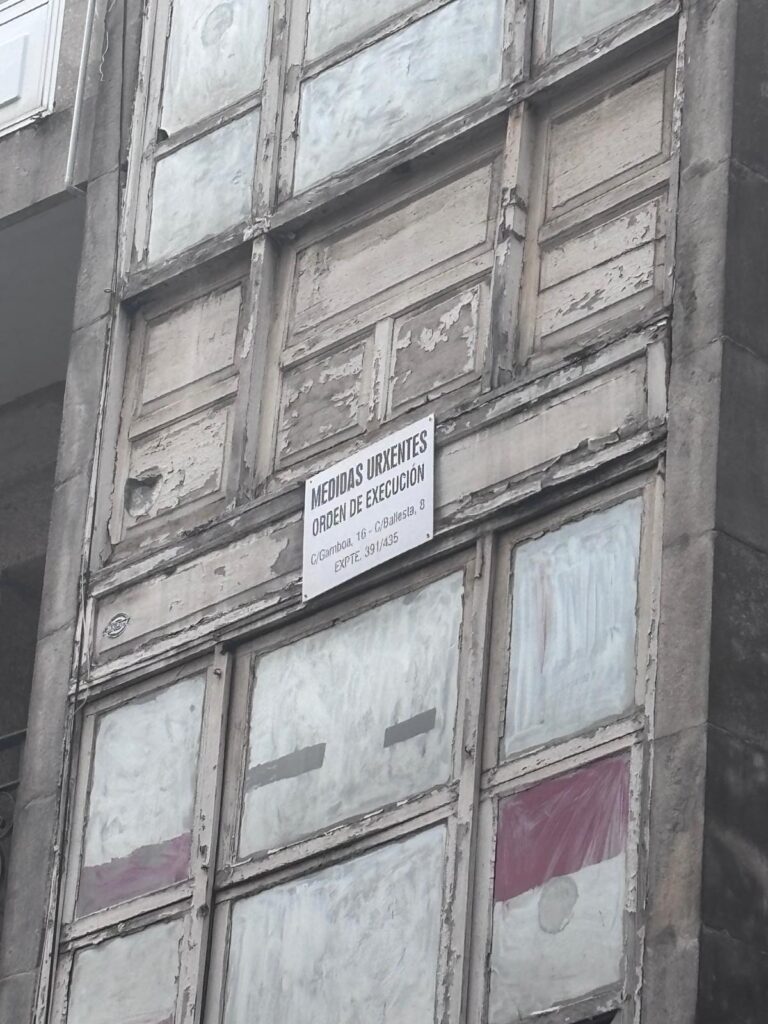 MEDIDAS URXENTES
ORDEN DE EXECUCIÓN
C/Gamboa, 16 - C/Ballesta, 8
EXPTE. 391/435